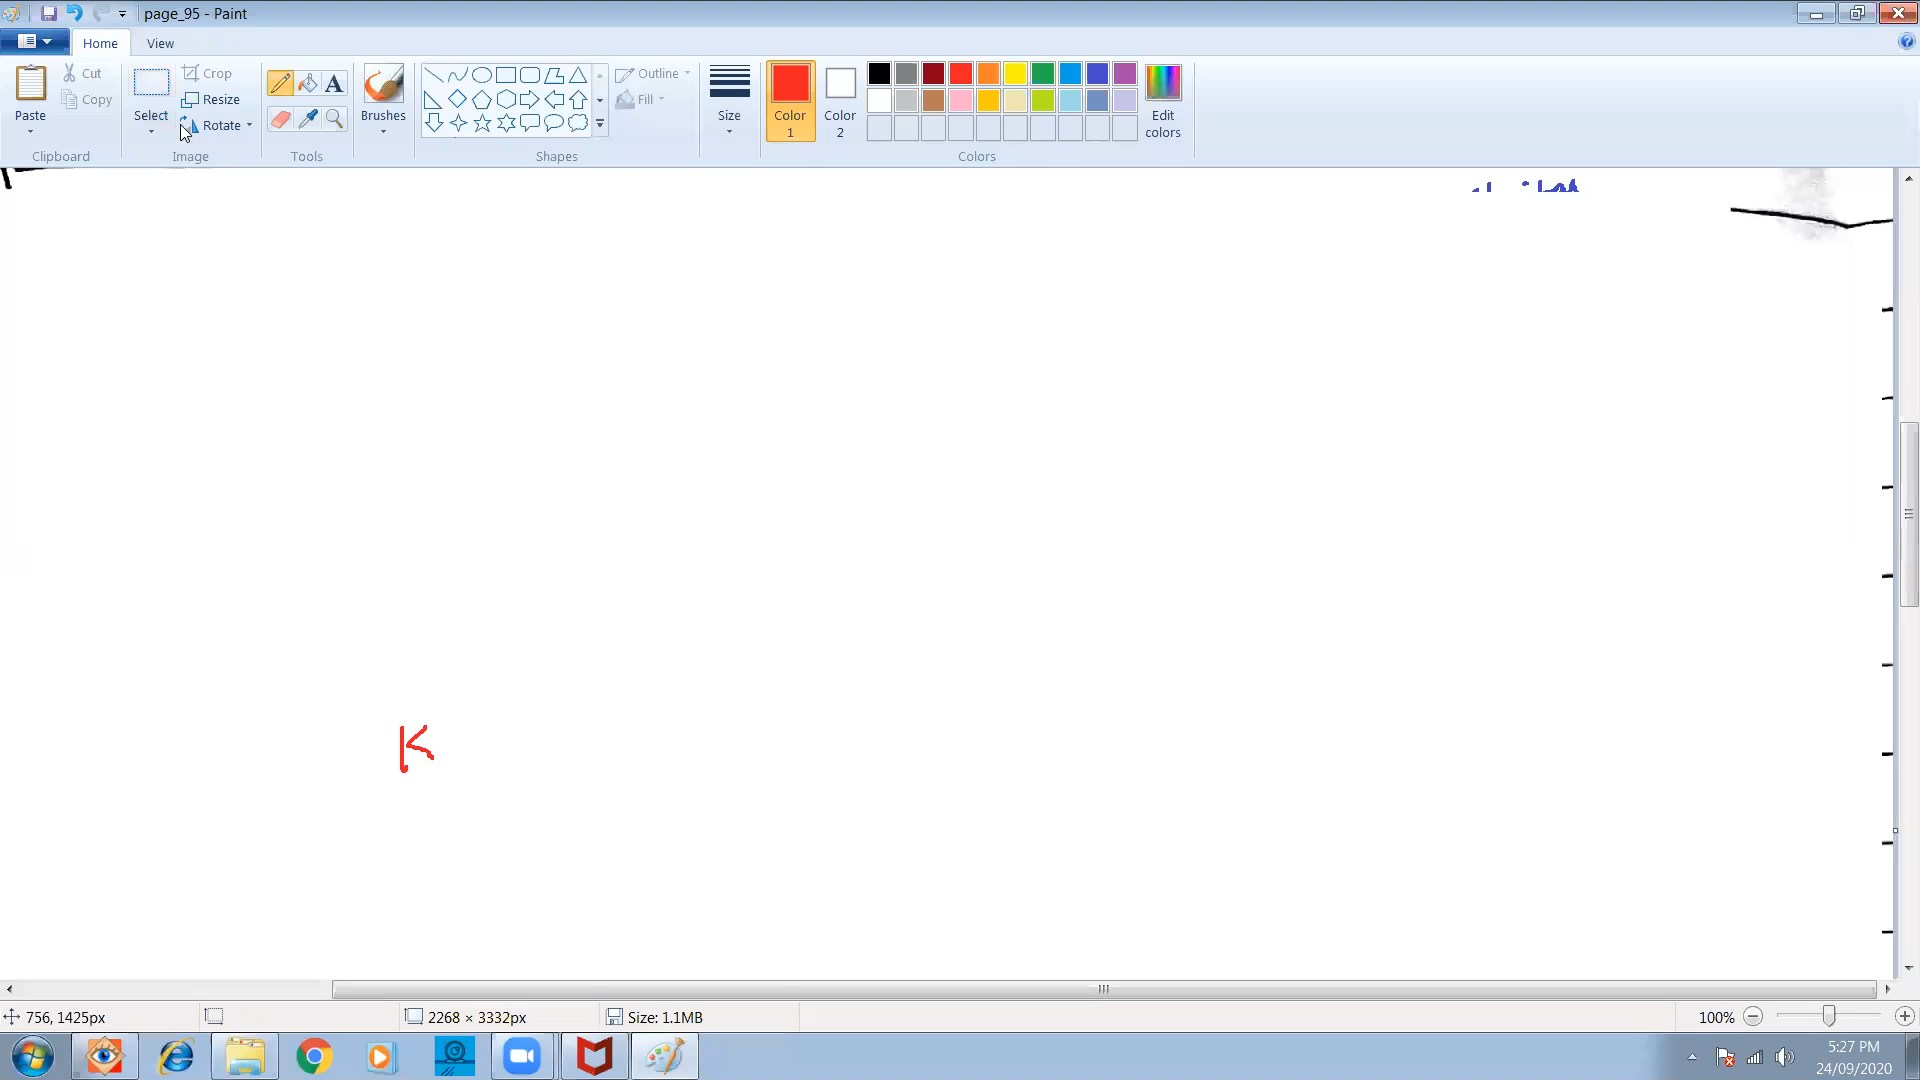 page_95 - Paint
Home View
Paste
Cut
Copy
Clipboard
Select
Crop
Resize
Rotate
Image
A
Tools
Brushes
Shapes
Outline
Fill
Size
Color 1
Color 2
Edit colors
Colors
K
756, 1425px
2268 × 3332px
Size: 1.1MB
100%
5:27 PM
24/09/2020